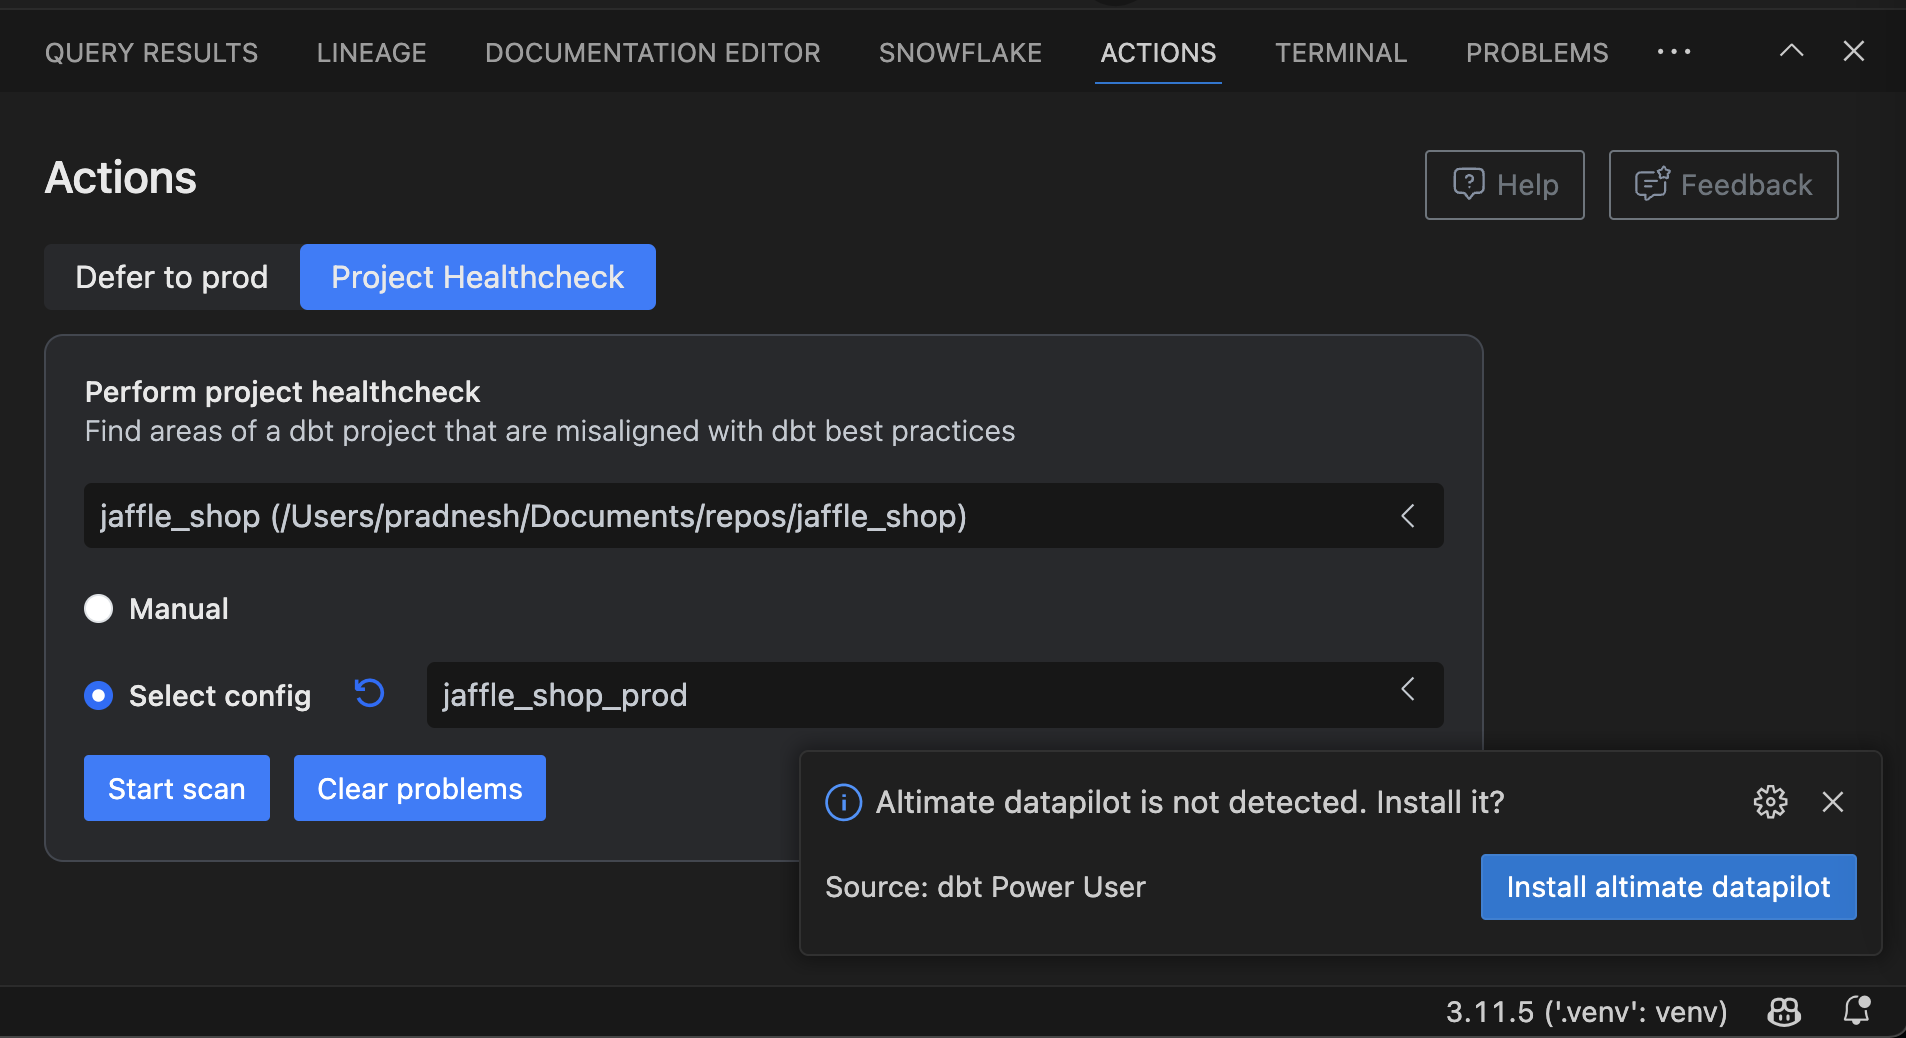 QUERY RESULTS LINEAGE DOCUMENTATION EDITOR SNOWFLAKE ACTIONS TERMINAL PROBLEMS
Actions
Help Feedback
Defer to prod Project Healthcheck
Perform project healthcheck
Find areas of a dbt project that are misaligned with dbt best practices
jaffle_shop (/Users/pradnesh/Documents/repos/jaffle_shop)
Manual
Select config jaffle_shop_prod
Start scan Clear problems
Altimate datapilot is not detected. Install it?
Source: dbt Power User Install altimate datapilot
3.11.5 ('.venv': venv)